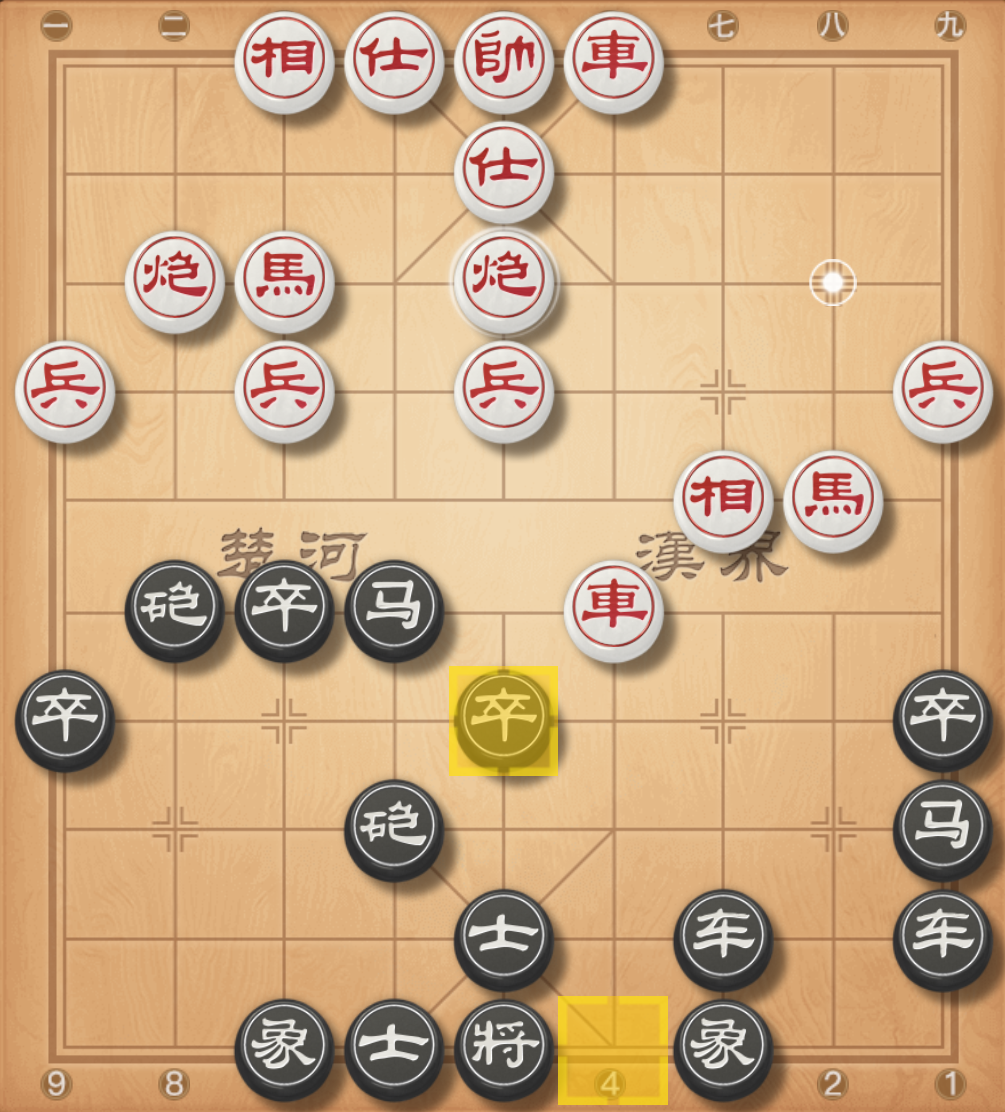 一 二 七 八 九
相 仕 帥 車
仕
炮 馬 炮
兵 兵 兵 兵
相 馬
楚 河 漢 界
砲 卒 马 車
卒 卒 卒
砲 马
士 车 车
象 士 将 象
9 8 4 2 1